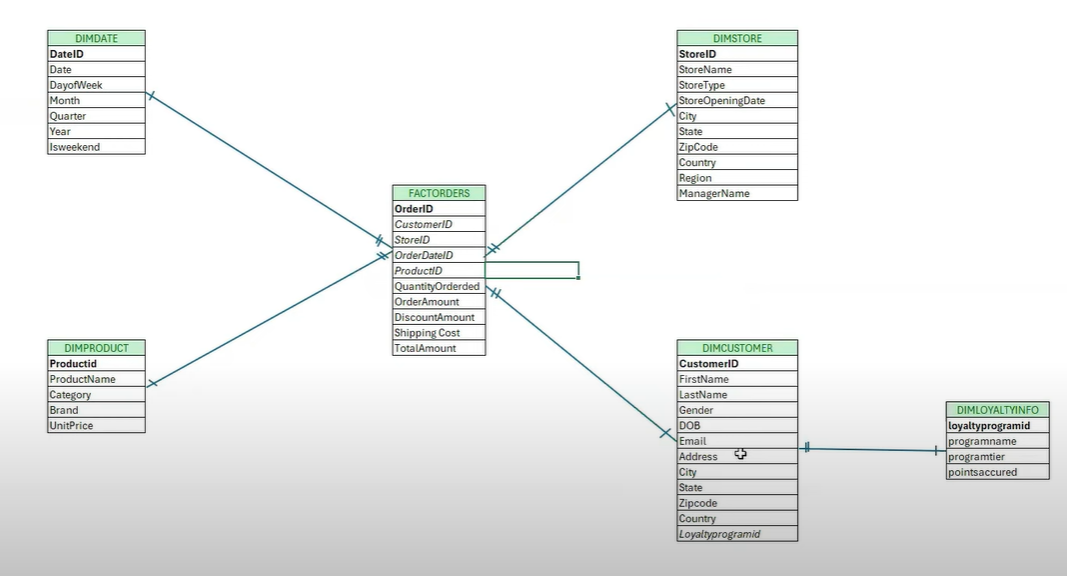 DIMDATE
DateID
Date
DayofWeek
Month
Quarter
Year
Isweekend
DIMSTORE
StoreID
StoreName
StoreType
StoreOpeningDate
City
State
ZipCode
Country
Region
ManagerName
FACTORDERS
OrderID
CustomerID
StoreID
OrderDateID
ProductID
QuantityOrderded
OrderAmount
DiscountAmount
Shipping Cost
TotalAmount
DIMPRODUCT
Productid
ProductName
Category
Brand
UnitPrice
DIMCUSTOMER
CustomerID
FirstName
LastName
Gender
DOB
Email
Address
City
State
Zipcode
Country
Loyaltyprogramid
DIMLOYALTYINFO
loyaltyprogramid
programname
programtier
pointsaccured